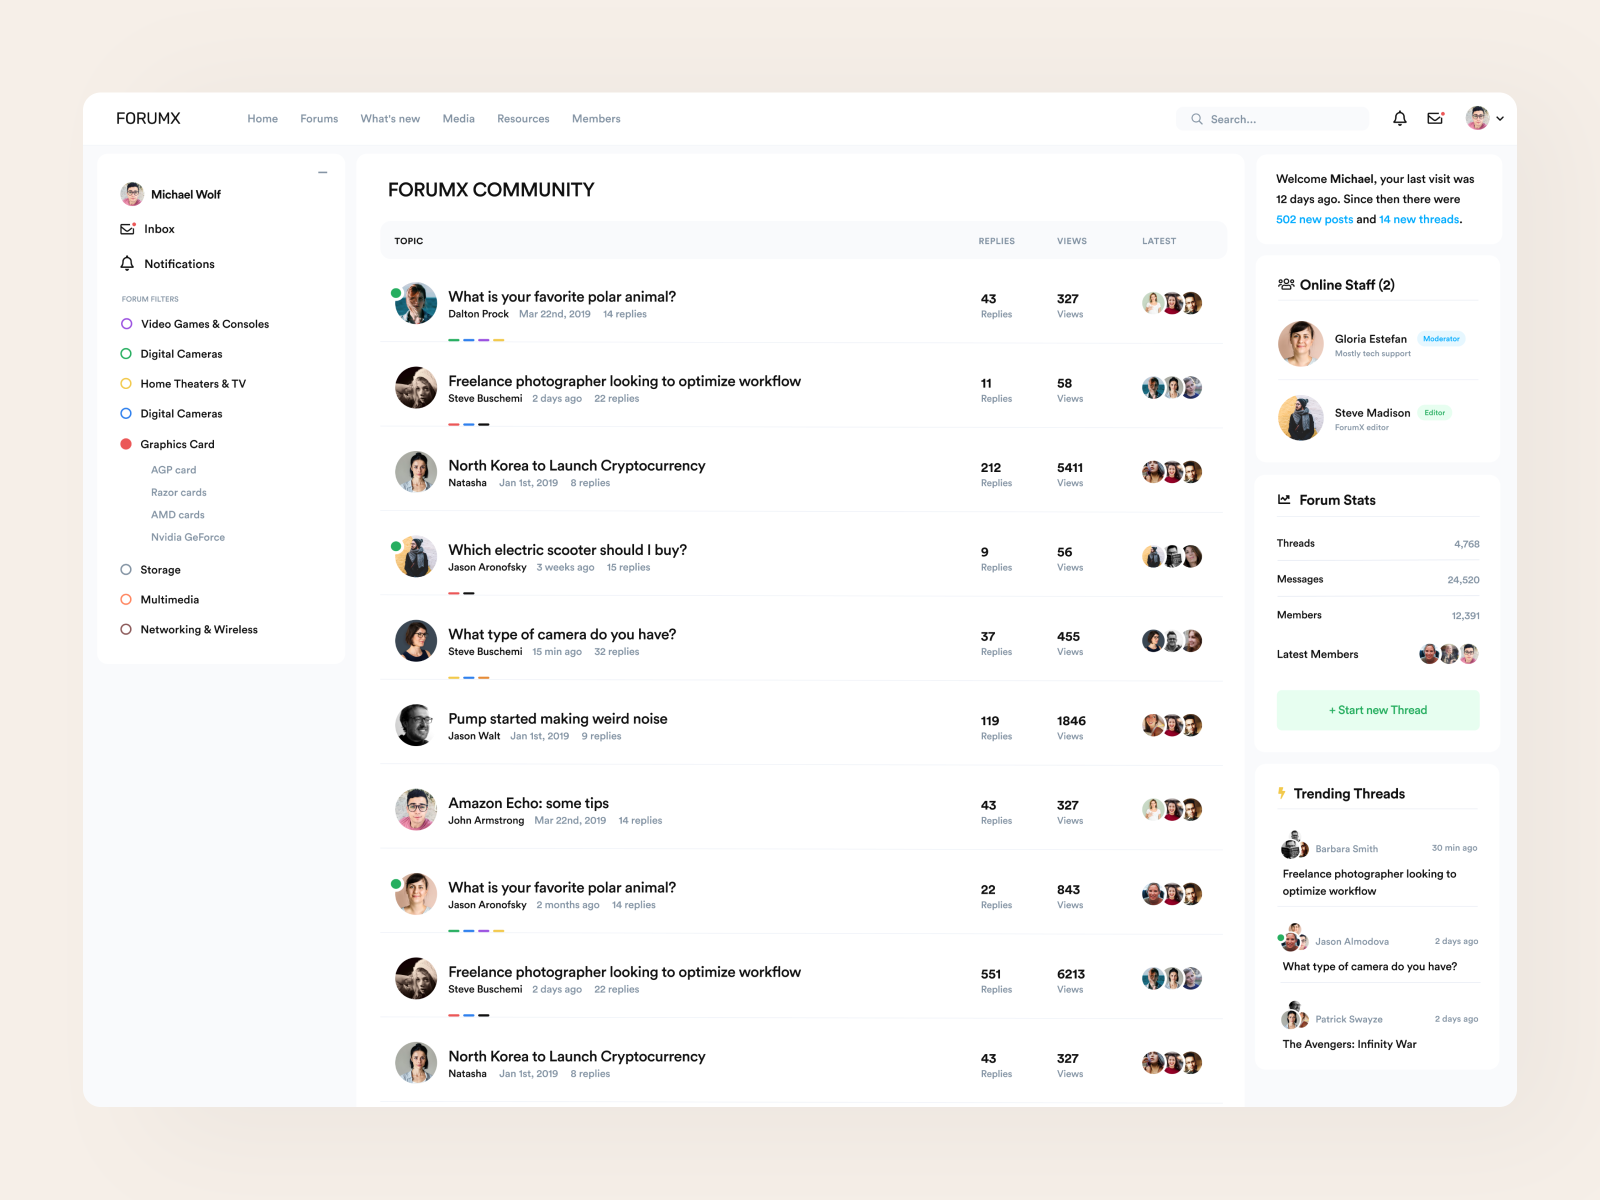 FORUMX
Home Forums What's new Media Resources Members
Search...
Michael Wolf
Inbox
Notifications
FORUM FILTERS
Video Games & Consoles
Digital Cameras
Home Theaters & TV
Digital Cameras
Graphics Card
AGP card
Razor cards
AMD cards
Nvidia GeForce
Storage
Multimedia
Networking & Wireless
FORUMX COMMUNITY
TOPIC REPLIES VIEWS LATEST
What is your favorite polar animal?
Dalton Prock Mar 22nd, 2019 14 replies
43
Replies
327
Views
Freelance photographer looking to optimize workflow
Steve Buschemi 2 days ago 22 replies
11
Replies
58
Views
North Korea to Launch Cryptocurrency
Natasha Jan 1st, 2019 8 replies
212
Replies
5411
Views
Which electric scooter should I buy?
Jason Aronofsky 3 weeks ago 15 replies
9
Replies
56
Views
What type of camera do you have?
Steve Buschemi 15 min ago 32 replies
37
Replies
455
Views
Pump started making weird noise
Jason Walt Jan 1st, 2019 9 replies
119
Replies
1846
Views
Amazon Echo: some tips
John Armstrong Mar 22nd, 2019 14 replies
43
Replies
327
Views
What is your favorite polar animal?
Jason Aronofsky 2 months ago 14 replies
22
Replies
843
Views
Freelance photographer looking to optimize workflow
Steve Buschemi 2 days ago 22 replies
551
Replies
6213
Views
North Korea to Launch Cryptocurrency
Natasha Jan 1st, 2019 8 replies
43
Replies
327
Views
Welcome Michael, your last visit was
12 days ago. Since then there were
502 new posts and 14 new threads.
Online Staff (2)
Gloria Estefan Moderator
Mostly tech support
Steve Madison Editor
ForumX editor
Forum Stats
Threads 4,768
Messages 24,520
Members 12,391
Latest Members
+ Start new Thread
Trending Threads
Barbara Smith 30 min ago
Freelance photographer looking to
optimize workflow
Jason Almodova 2 days ago
What type of camera do you have?
Patrick Swayze 2 days ago
The Avengers: Infinity War